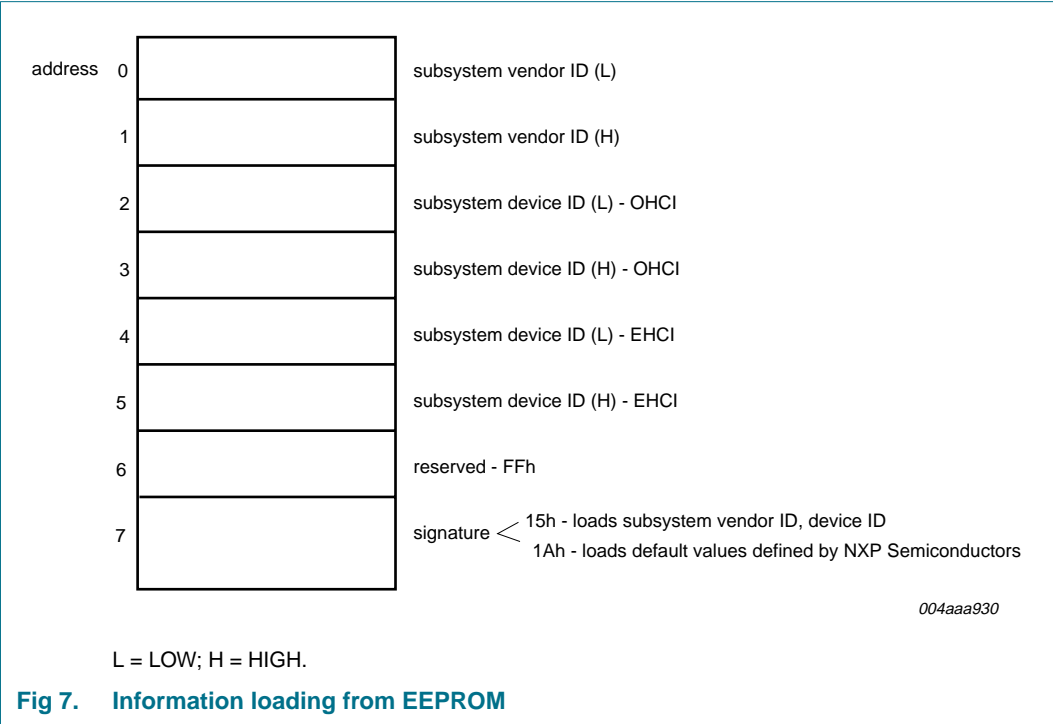 address 0 subsystem vendor ID (L)
1 subsystem vendor ID (H)
2 subsystem device ID (L) - OHCI
3 subsystem device ID (H) - OHCI
4 subsystem device ID (L) - EHCI
5 subsystem device ID (H) - EHCI
6 reserved - FFh
7 signature 15h - loads subsystem vendor ID, device ID
1Ah - loads default values defined by NXP Semiconductors
004aaa930
L = LOW; H = HIGH.
Fig 7. Information loading from EEPROM